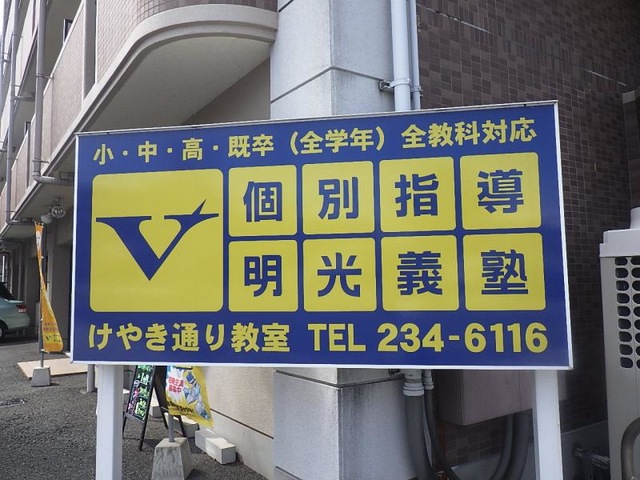 小・中・高・既卒（全学年）全教科対応
個別指導
明光義塾
けやき通り教室 TEL 234-6116